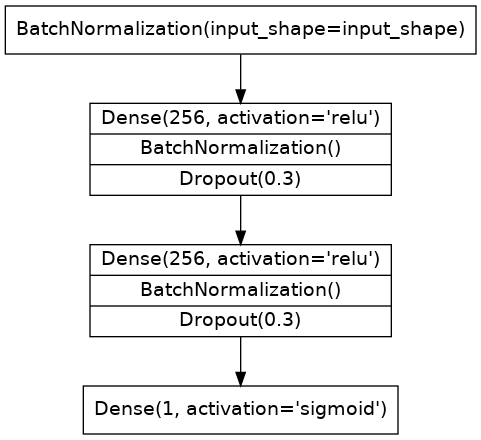 BatchNormalization(input_shape=input_shape)
Dense(256, activation='relu')
BatchNormalization()
Dropout(0.3)
Dense(256, activation='relu')
BatchNormalization()
Dropout(0.3)
Dense(1, activation='sigmoid')